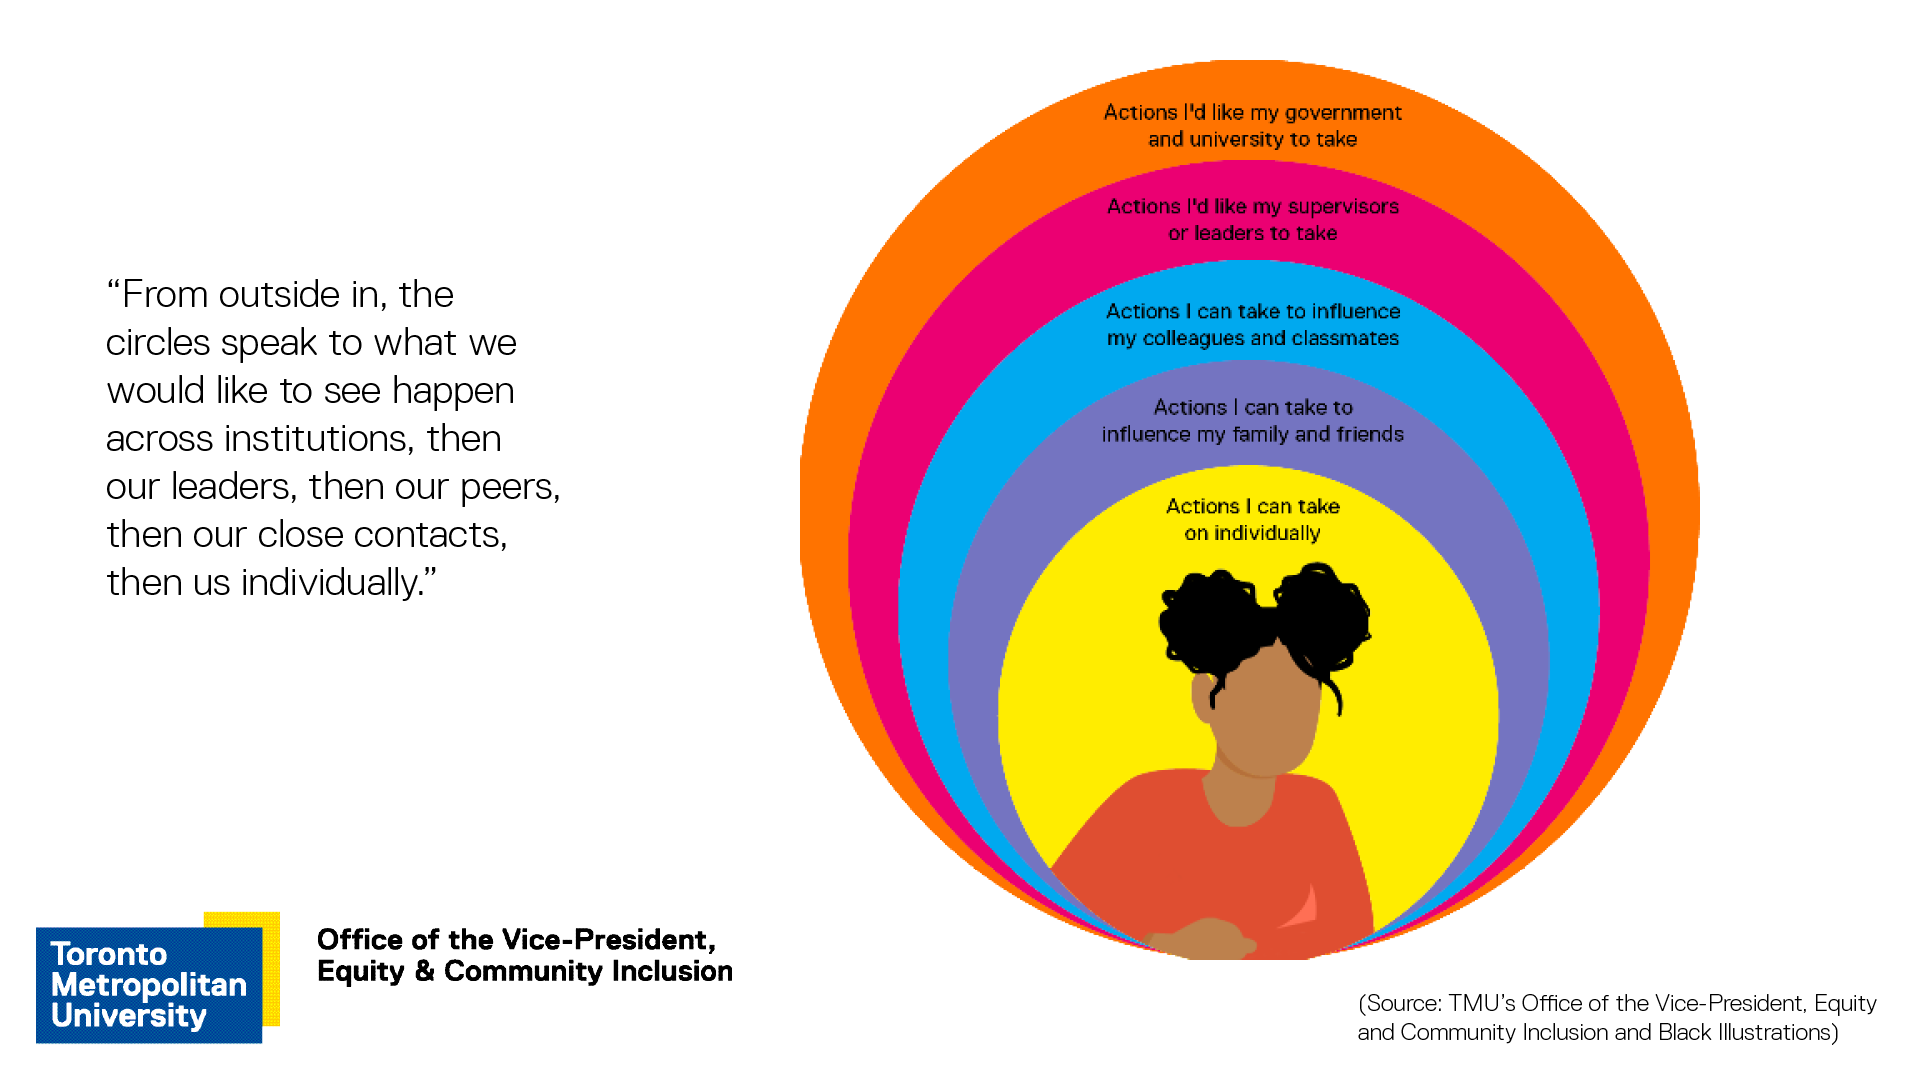 “From outside in, the
circles speak to what we
would like to see happen
across institutions, then
our leaders, then our peers,
then our close contacts,
then us individually.”
Actions I'd like my government
and university to take
Actions I'd like my supervisors
or leaders to take
Actions I can take to influence
my colleagues and classmates
Actions I can take to
influence my family and friends
Actions I can take
on individually
Toronto
Metropolitan
University
Office of the Vice-President,
Equity & Community Inclusion
(Source: TMU’s Office of the Vice-President, Equity
and Community Inclusion and Black Illustrations)